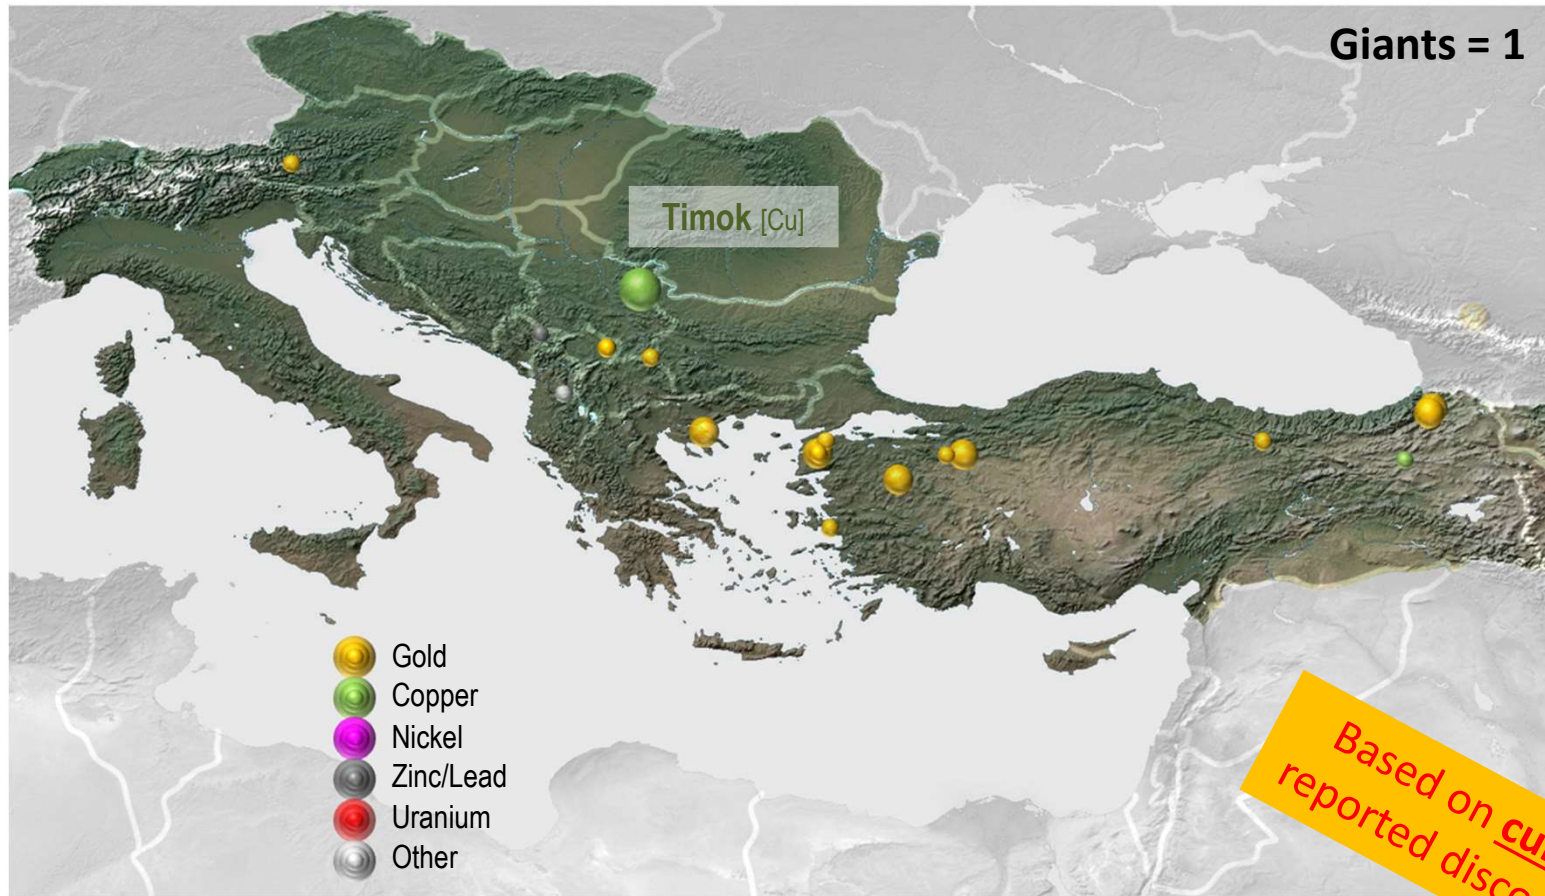 Giants = 1
Timok [Cu]
Gold
Copper
Nickel
Zinc/Lead
Uranium
Other
Based on
reported